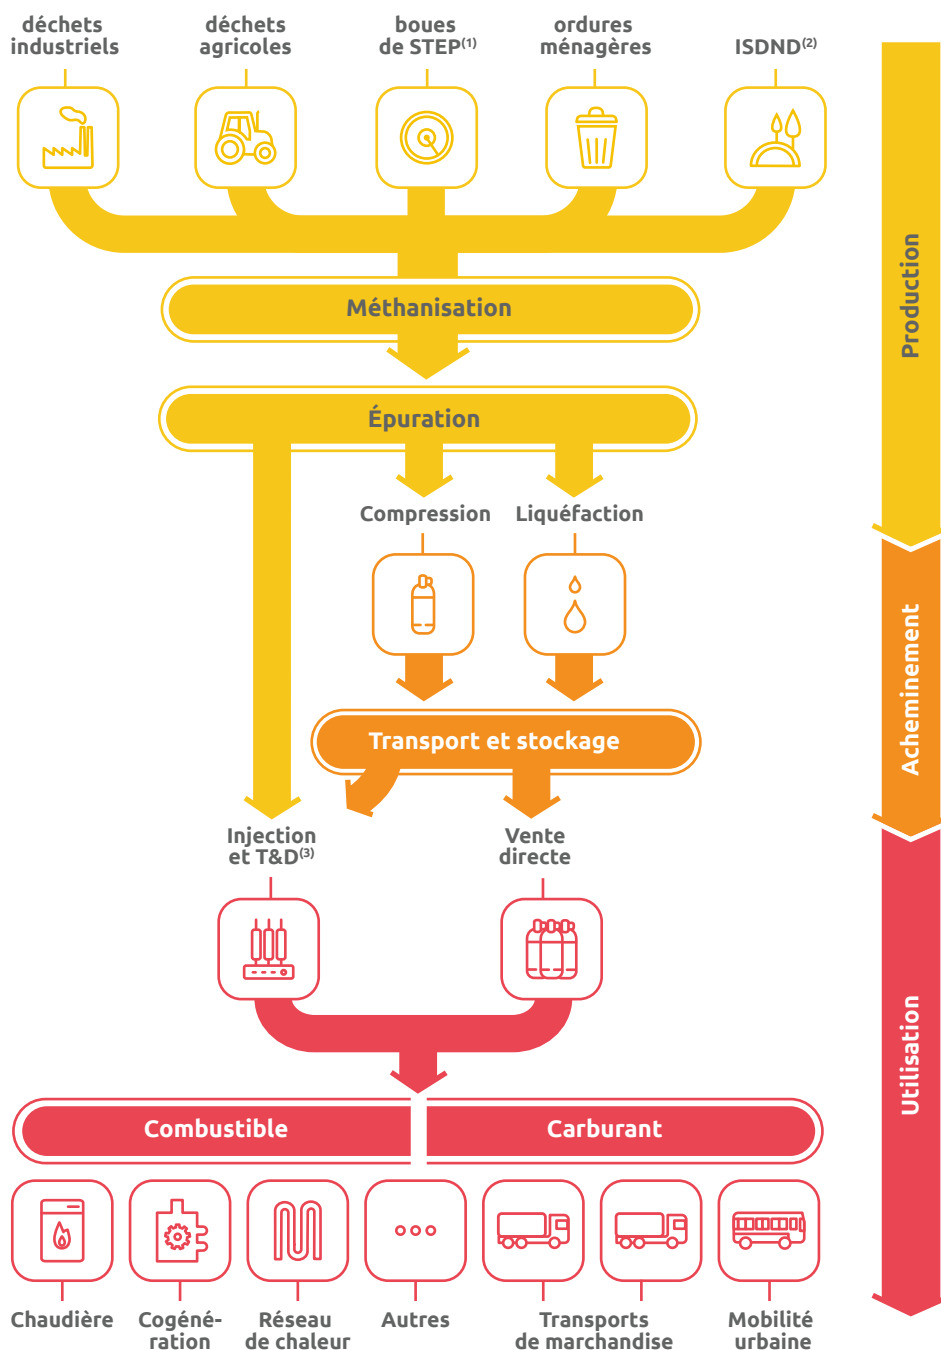 déchets
industriels
déchets
agricoles
boues
de STEP(1)
ordures
ménagères
ISDND(2)
Production
Méthanisation
Épuration
Compression
Liquéfaction
Acheminement
Transport et stockage
Injection
et T&D(3)
Vente
directe
Utilisation
Combustible
Carburant
Chaudière
Cogéné-
ration
Réseau
de chaleur
Autres
Transports
de marchandise
Mobilité
urbaine